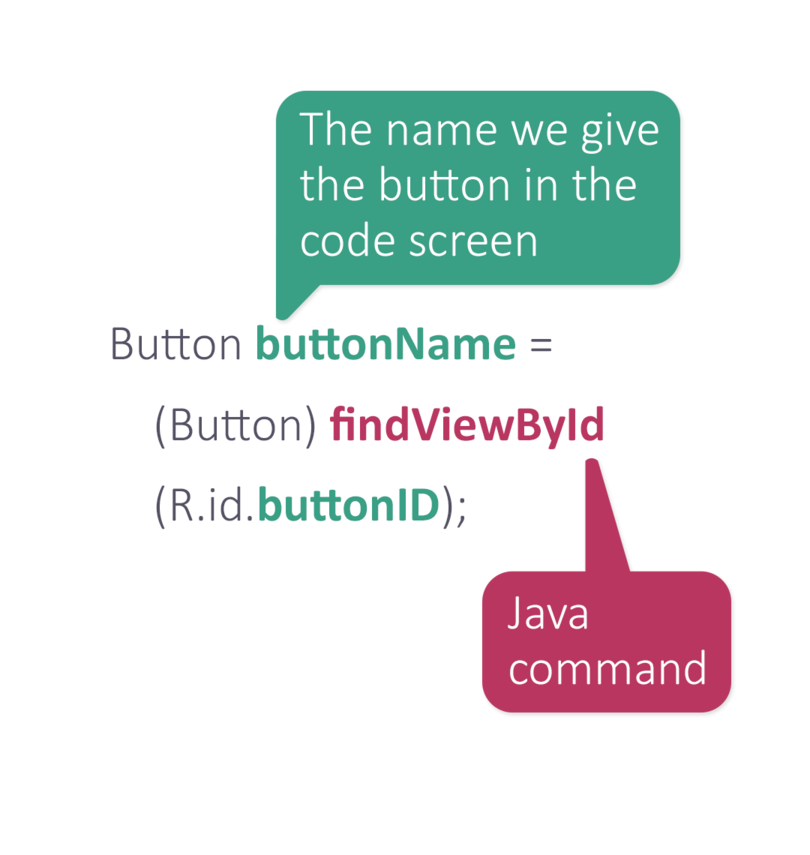 The name we give
the button in the
code screen
Button buttonName =
(Button) findViewById
(R.id.buttonID);
Java
command